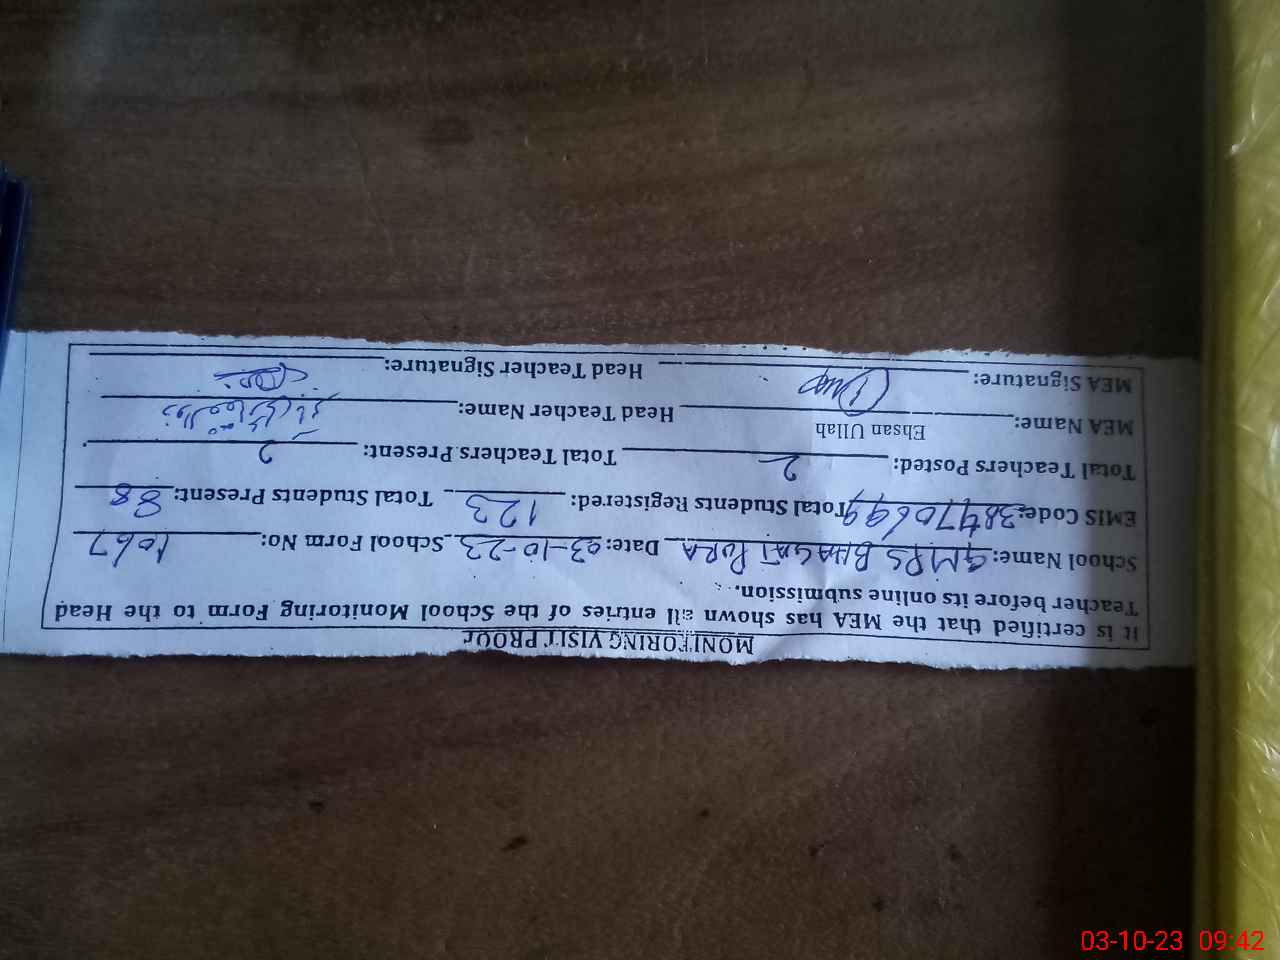 MONITORING VISIT PROOF
It is certified that the MEA has shown all entries of the School Monitoring Form to the Head
Teacher before its online submission.
School Name: GMPS BHAGAT PURA Date: 03-10-23 School Form No: 1067
EMIS Code: Total Students Registered: 123 Total Students Present: 88
Total Teachers Posted: 2 Total Teachers Present: 2
MEA Name: Ehsan Ullah Head Teacher Name:
MEA Signature: Head Teacher Signature:
03-10-23 09:42